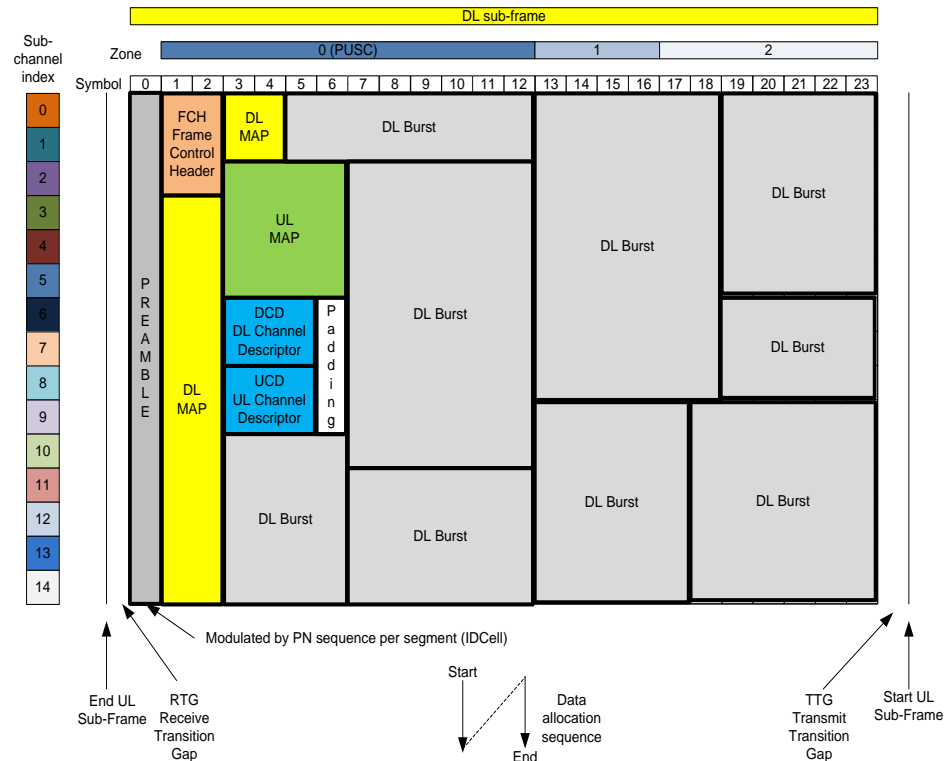 DL sub-frame
Sub-
channel
index
Zone
0 (PUSC)
1
2
Symbol
0 1 2 3 4 5 6 7 8 9 10 11 12 13 14 15 16 17 18 19 20 21 22 23
0
1
2
3
4
5
6
7
8
9
10
11
12
13
14
PREAMBLE
FCH
Frame
Control
Header
DL
MAP
DL
MAP
DL Burst
UL
MAP
DCD
DL Channel
Descriptor
UCD
UL Channel
Descriptor
Padding
DL Burst
DL Burst
DL Burst
DL Burst
DL Burst
DL Burst
DL Burst
DL Burst
Modulated by PN sequence per segment (IDCell)
End UL
Sub-Frame
RTG
Receive
Transition
Gap
Start
End
Data
allocation
sequence
TTG
Transmit
Transition
Gap
Start UL
Sub-Frame